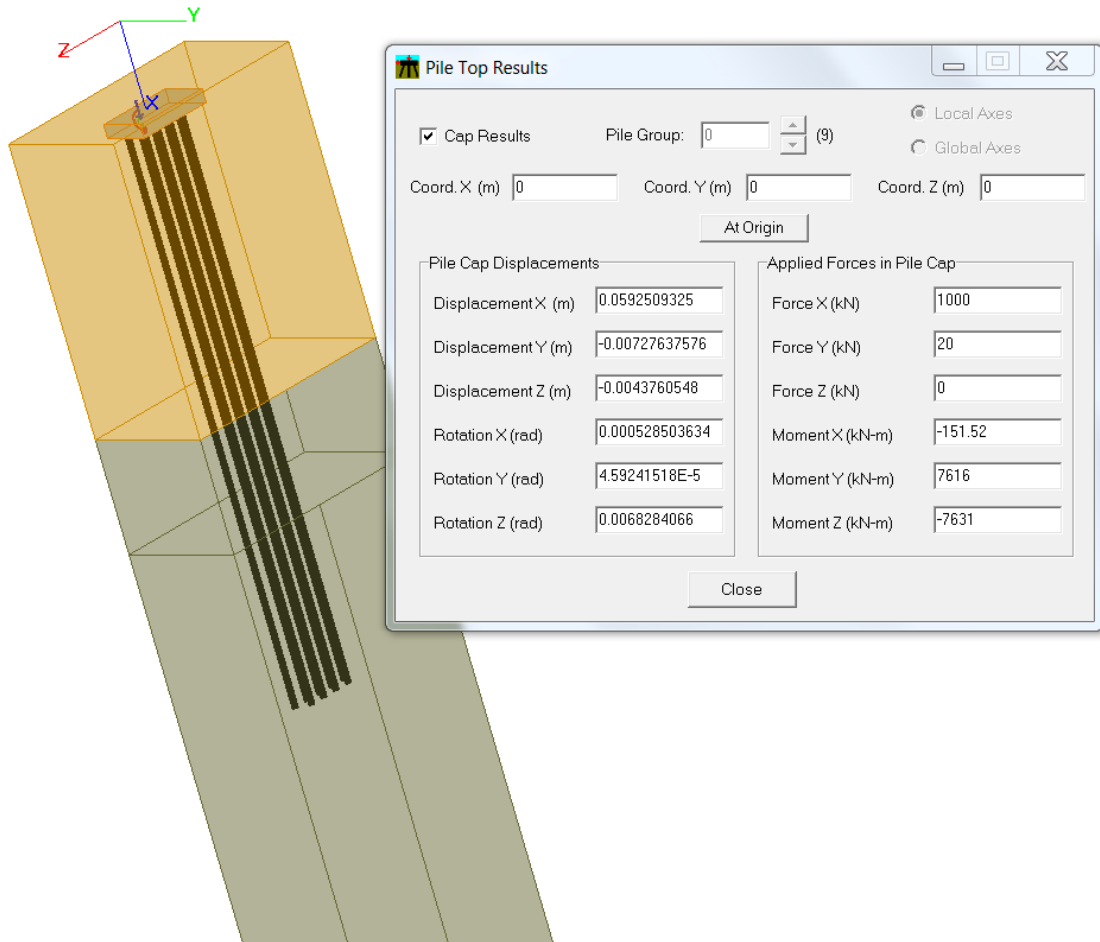 Y
Z
X
Pile Top Results
Cap Results Pile Group: 0 (9)
Local Axes
Global Axes
Coord. X (m) 0 Coord. Y (m) 0 Coord. Z (m) 0
At Origin
Pile Cap Displacements
Displacement X (m) 0.0592509325
Displacement Y (m) -0.00727637576
Displacement Z (m) -0.0043760548
Rotation X (rad) 0.000528503634
Rotation Y (rad) 4.59241518E-5
Rotation Z (rad) 0.0068284066
Applied Forces in Pile Cap
Force X (kN) 1000
Force Y (kN) 20
Force Z (kN) 0
Moment X (kN-m) -151.52
Moment Y (kN-m) 7616
Moment Z (kN-m) -7631
Close